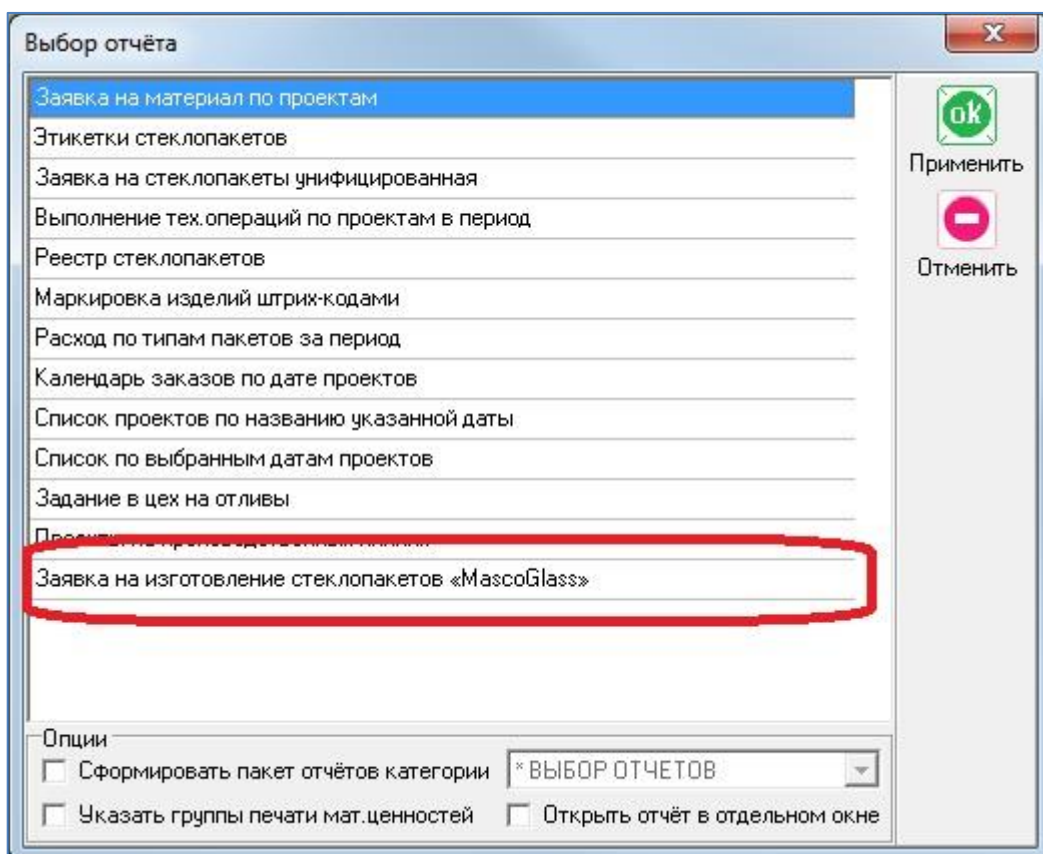 Выбор отчёта
Заявка на материал по проектам
Этикетки стеклопакетов
Заявка на стеклопакеты унифицированная
Выполнение тех.операций по проектам в период
Реестр стеклопакетов
Маркировка изделий штрих-кодами
Расход по типам пакетов за период
Календарь заказов по дате проектов
Список проектов по названию указанной даты
Список по выбранным датам проектов
Задание в цех на отливы
Заявка на изготовление стеклопакетов «MascoGlass»
ok
Применить
Отменить
Опции
Сформировать пакет отчётов категории
* ВЫБОР ОТЧЕТОВ
Указать группы печати мат.ценностей
Открыть отчёт в отдельном окне